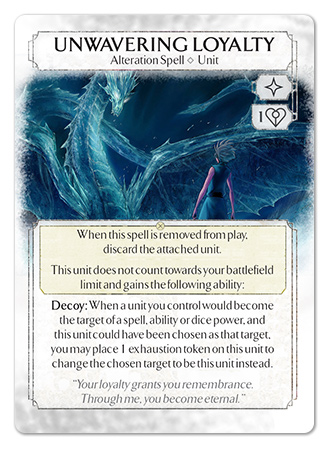 UNWAVERING LOYALTY
Alteration Spell ◇ Unit
1
When this spell is removed from play,
discard the attached unit.
This unit does not count towards your battlefield
limit and gains the following ability:
Decoy: When a unit you control would become
the target of a spell, ability or dice power, and
this unit could have been chosen as that target,
you may place 1 exhaustion token on this unit to
change the chosen target to be this unit instead.
"Your loyalty grants you remembrance.
Through me, you become eternal."